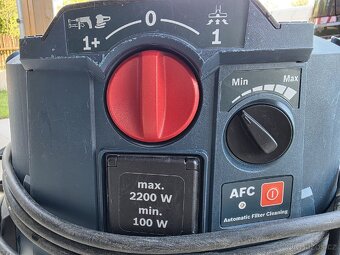 0
1+
1
Min
Max
max.
2200 W
min.
100 W
AFC
Automatic Filter Cleaning